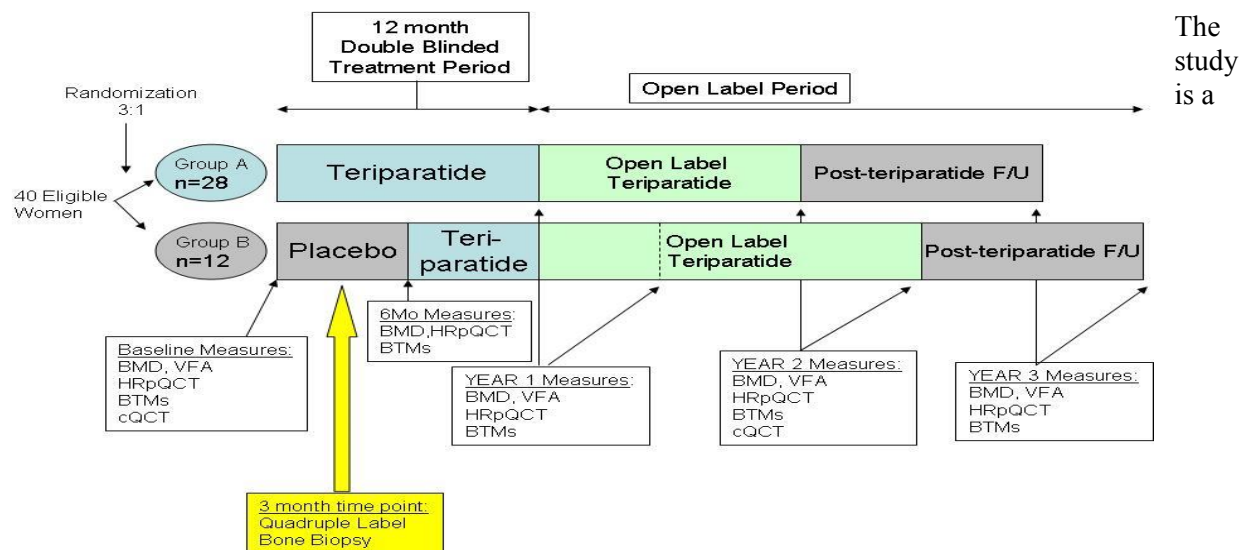 12 month
Double Blinded
Treatment Period
The
study
is a
Randomization
3:1
Open Label Period
40 Eligible
Women
Group A
n=28
Teriparatide
Open Label
Teriparatide
Post-teriparatide F/U
Group B
n=12
Placebo
Teri-
paratide
Open Label
Teriparatide
Post-teriparatide F/U
Baseline Measures:
BMD, VFA
HRpQCT
BTMs
cQCT
6Mo Measures:
BMD,HRpQCT
BTMs
YEAR 1 Measures:
BMD, VFA
HRpQCT
BTMs
YEAR 2 Measures:
BMD, VFA
HRpQCT
BTMs
cQCT
YEAR 3 Measures:
BMD, VFA
HRpQCT
BTMs
3 month time point:
Quadruple Label
Bone Biopsy